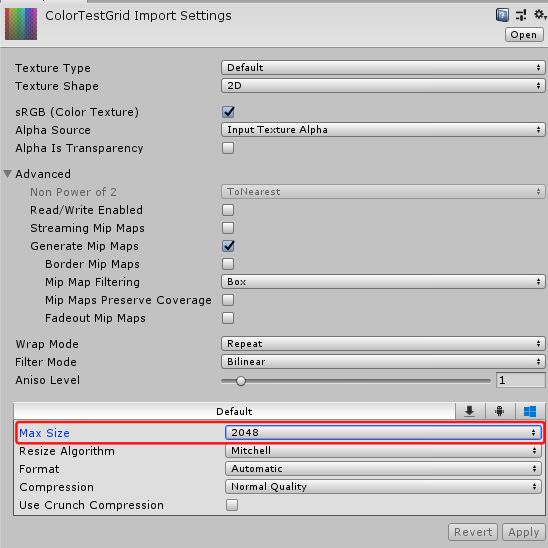 ColorTestGrid Import Settings
Open
Texture Type Default
Texture Shape 2D
sRGB (Color Texture)
Alpha Source Input Texture Alpha
Alpha Is Transparency
Advanced
Non Power of 2 ToNearest
Read/Write Enabled
Streaming Mip Maps
Generate Mip Maps
Border Mip Maps
Mip Map Filtering Box
Mip Maps Preserve Coverage
Fadeout Mip Maps
Wrap Mode Repeat
Filter Mode Bilinear
Aniso Level 1
Default
Max Size 2048
Resize Algorithm Mitchell
Format Automatic
Compression Normal Quality
Use Crunch Compression
Revert Apply